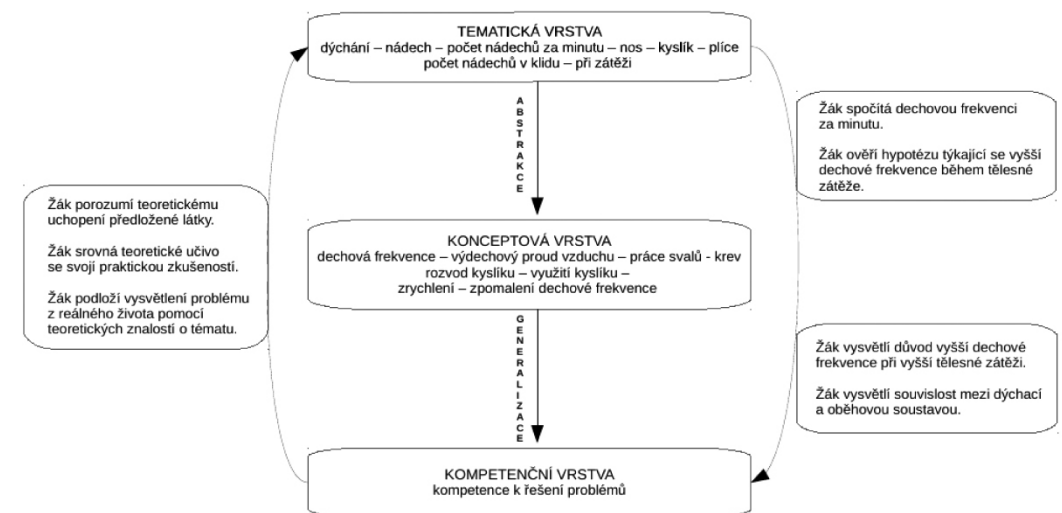 TEMATICKÁ VRSTVA
dýchání – nádech – počet nádechů za minutu – nos – kyslík – plíce
počet nádechů v klidu – při zátěži
ABSTRAKCE
Žák spočítá dechovou frekvenci
za minutu.
Žák ověří hypotézu týkající se vyšší
dechové frekvence během tělesné
zátěže.
Žák porozumí teoretickému
uchopení předložené látky.
Žák srovná teoretické učivo
se svojí praktickou zkušeností.
Žák podloží vysvětlení problému
z reálného života pomocí
teoretických znalostí o tématu.
KONCEPTOVÁ VRSTVA
dechová frekvence – výdechový proud vzduchu – práce svalů - krev
rozvod kyslíku – využití kyslíku –
zrychlení – zpomalení dechové frekvence
GENERALIZACE
Žák vysvětlí důvod vyšší dechové
frekvence při vyšší tělesné zátěži.
Žák vysvětlí souvislost mezi dýchací
a oběhovou soustavou.
KOMPETENČNÍ VRSTVA
kompetence k řešení problémů